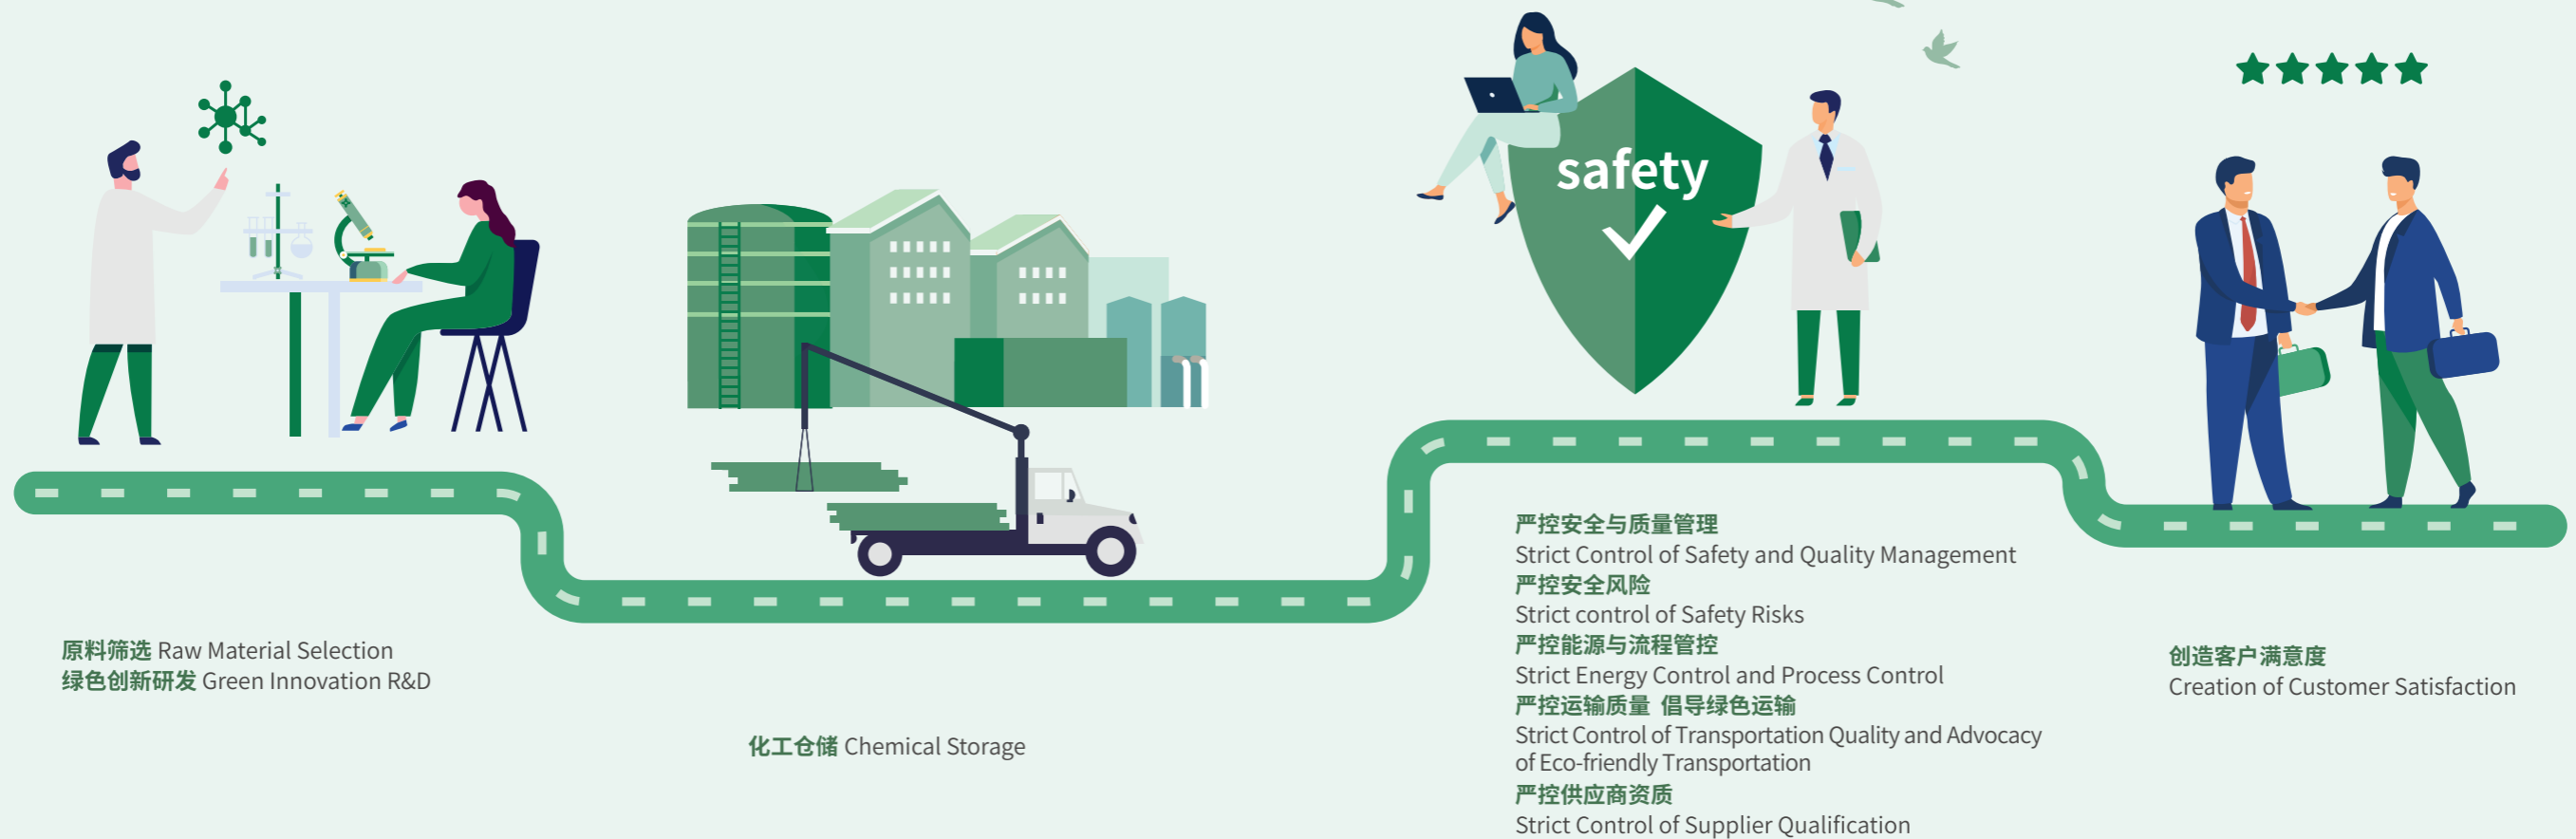 safety
原料筛选 Raw Material Selection
绿色创新研发 Green Innovation R&D
化工仓储 Chemical Storage
严控安全与质量管理
Strict Control of Safety and Quality Management
严控安全风险
Strict control of Safety Risks
严控能源与流程管控
Strict Energy Control and Process Control
严控运输质量 倡导绿色运输
Strict Control of Transportation Quality and Advocacy
of Eco-friendly Transportation
严控供应商资质
Strict Control of Supplier Qualification
创造客户满意度
Creation of Customer Satisfaction